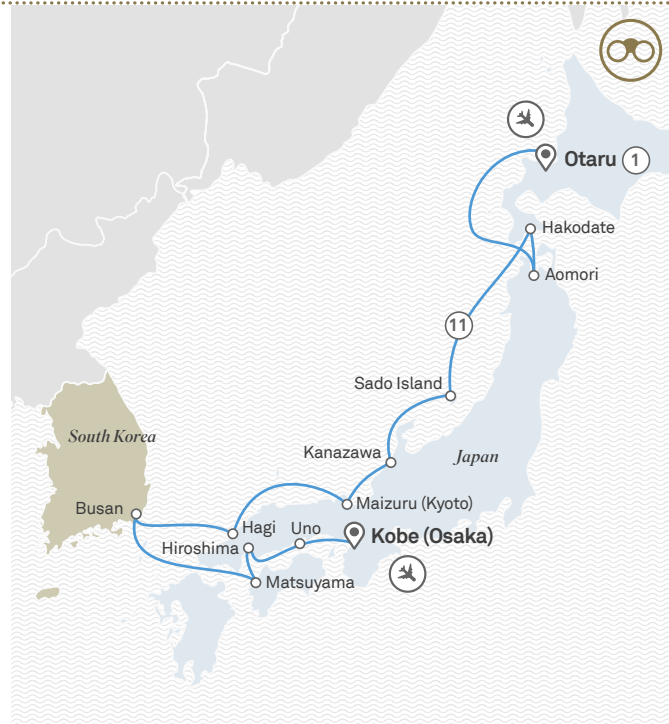 Otaru 1
Hakodate
Aomori
11
Sado Island
South Korea
Kanazawa
Japan
Busan
Maizuru (Kyoto)
Hagi
Uno
Kobe (Osaka)
Hiroshima
Matsuyama